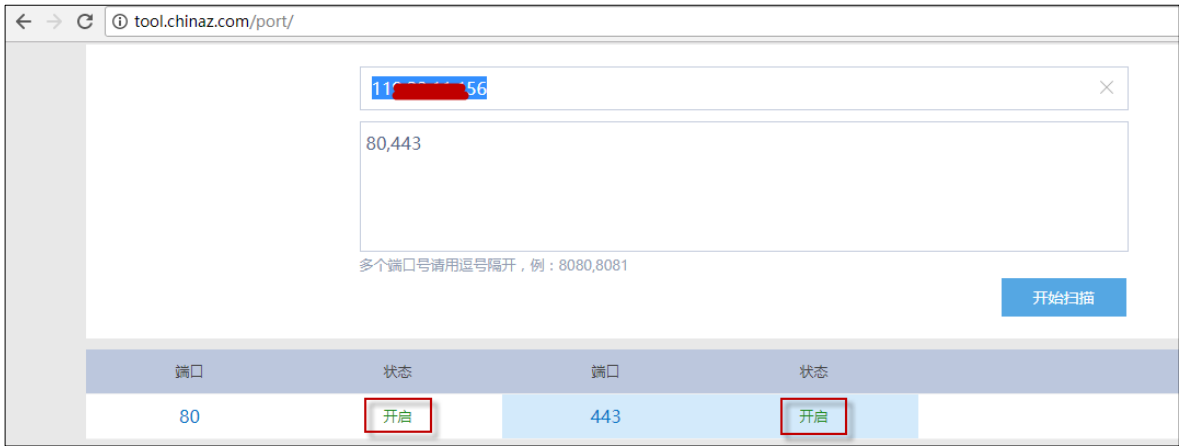 tool.chinaz.com/port/
80,443
多个端口号请用逗号隔开，例：8080,8081
开始扫描
端口 状态 端口 状态
80 开启 443 开启